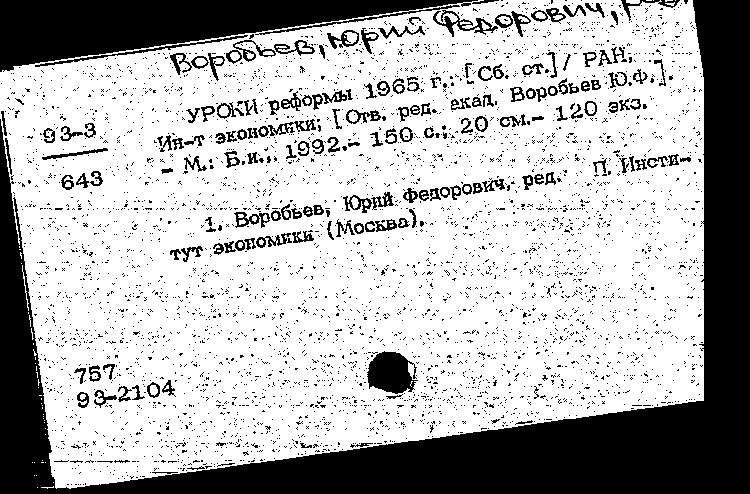 Воробьев, Юрий Федорович, ред.
93-3
643
УРОКИ реформы 1965 г.: [Сб. ст.] / РАН,
Ин-т экономики; [Отв. ред. акад. Воробьев Ю.Ф.].
- М.: Б.и., 1992.- 150 с.; 20 см.- 120 экз.
1. Воробьев, Юрий Федорович, ред. П. Инсти-
тут экономики (Москва).
757
93-2104